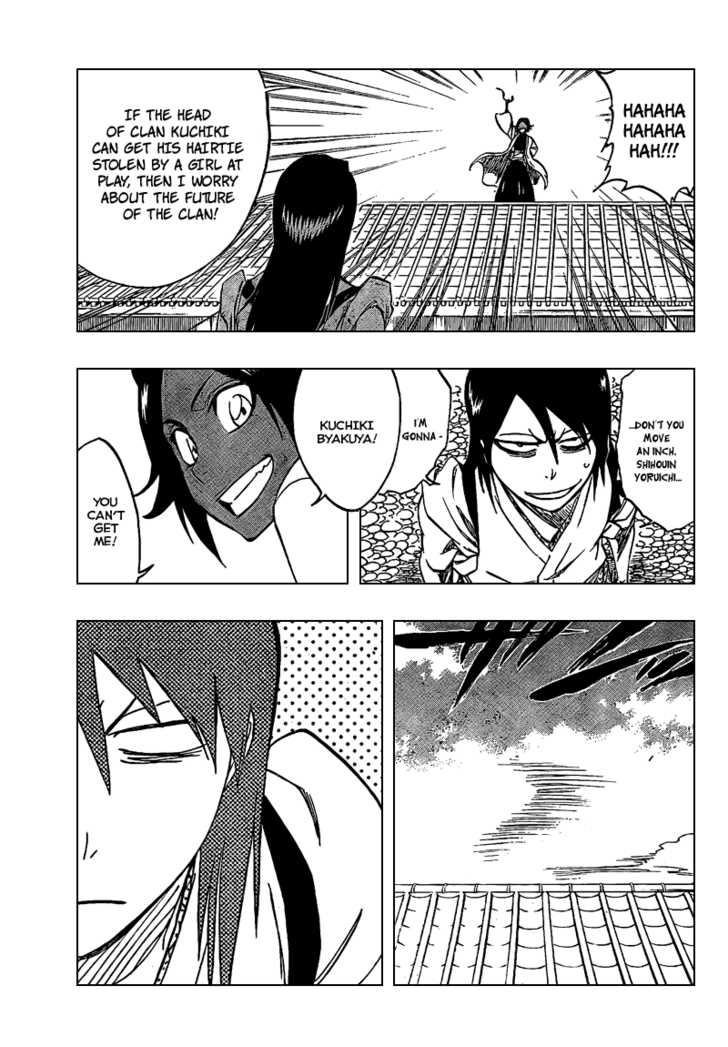 HAHAHA
HAHAHA
HAH!!!
IF THE HEAD
OF CLAN KUCHIKI
CAN GET HIS HAIRTIE
STOLEN BY A GIRL AT
PLAY, THEN I WORRY
ABOUT THE FUTURE
OF THE CLAN!
...DON'T YOU
MOVE
AN INCH,
SHIHOUIN
YORUICHI...
I'M
GONNA -
KUCHIKI
BYAKUYA!
YOU
CAN'T
GET
ME!